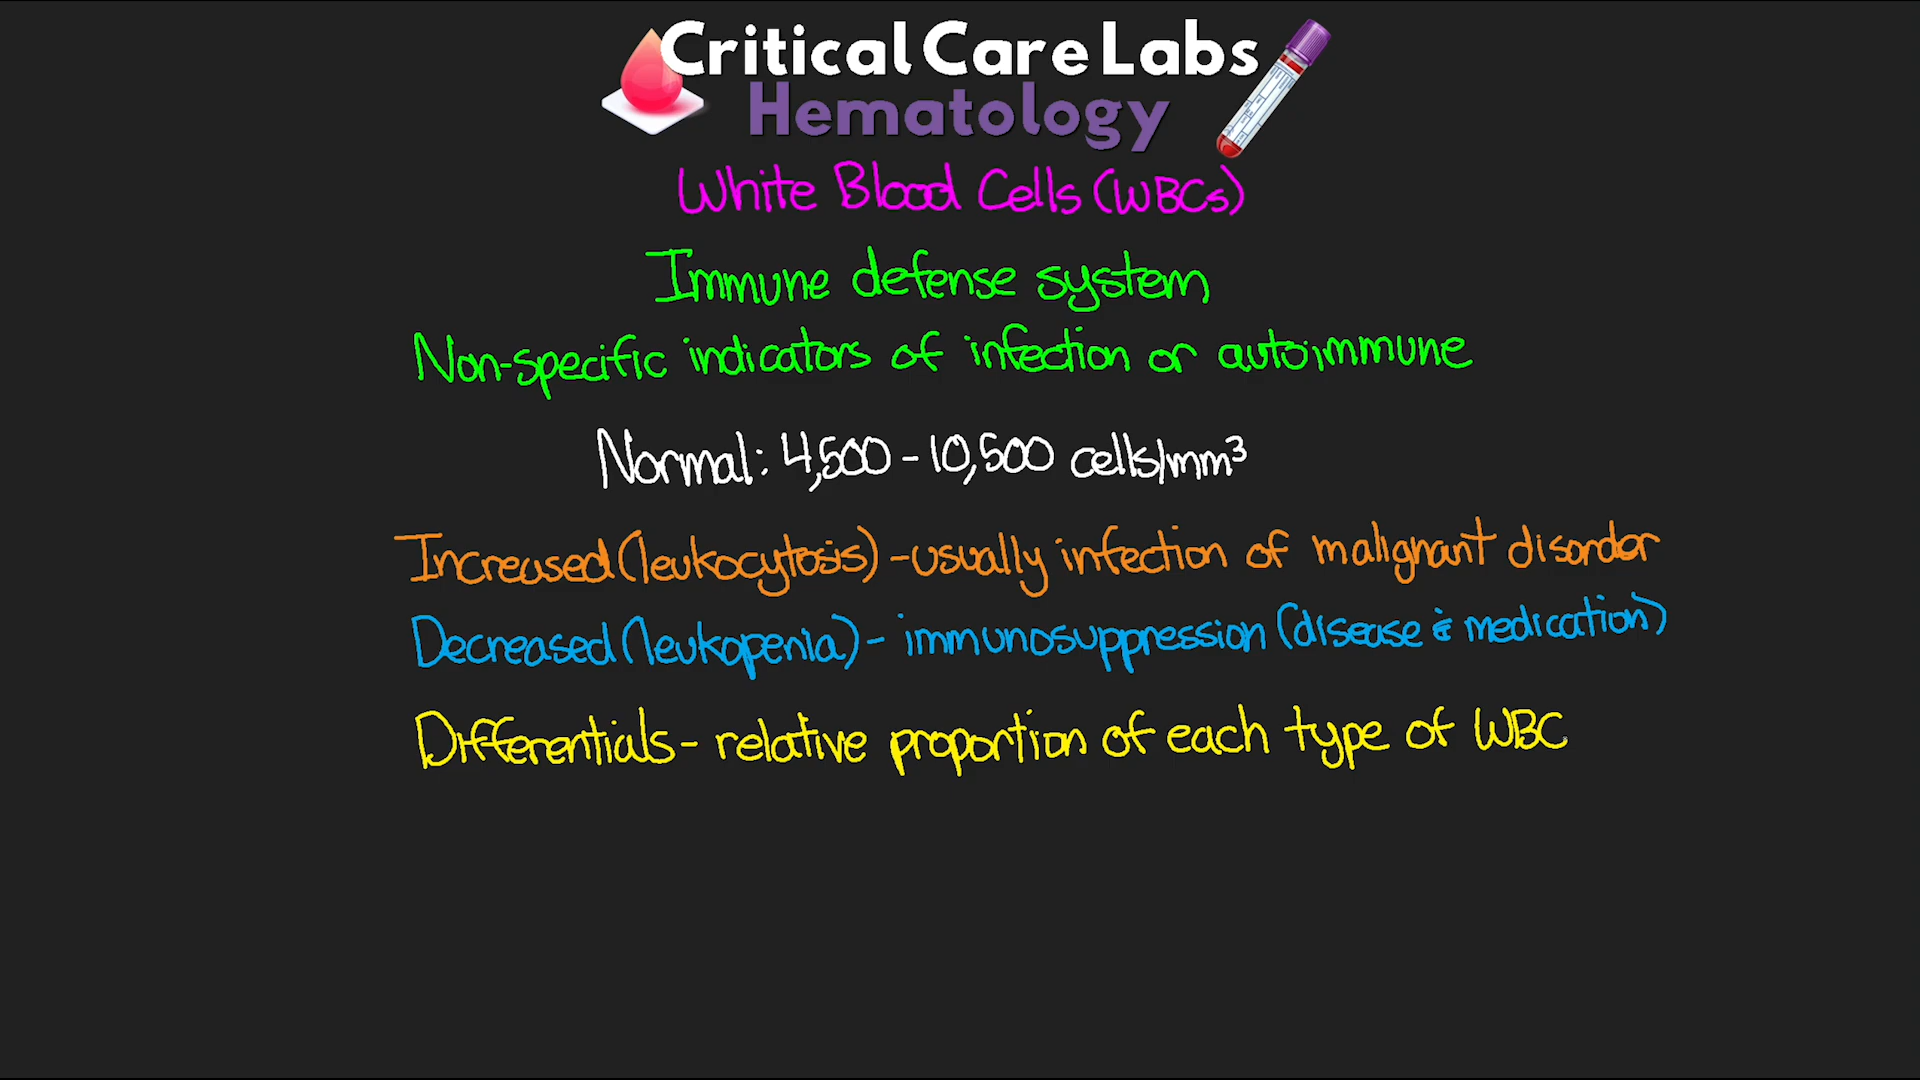 Critical Care Labs
Hematology
White Blood Cells (WBCs)
Immune defense system
Non-specific indicators of infection or autoimmune
Normal: 4,500 - 10,500 cells/mm³
Increased (leukocytosis) - usually infection of malignant disorder
Decreased (leukopenia) - immunosuppression (disease & medication)
Differentials - relative proportion of each type of WBC